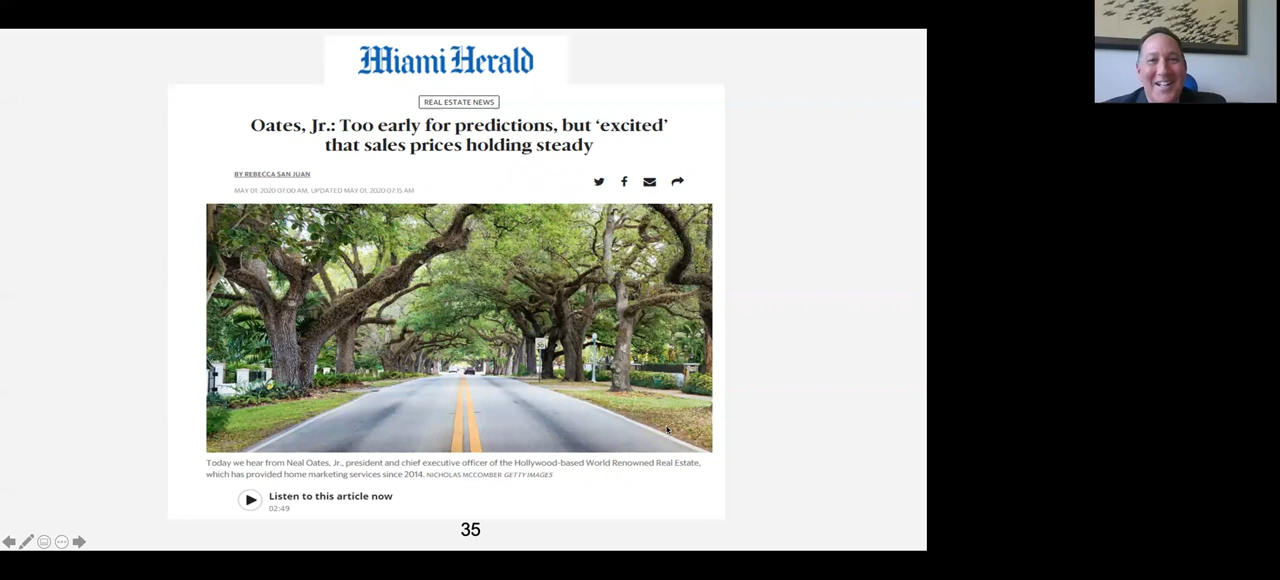 Miami Herald
REAL ESTATE NEWS
Oates, Jr.: Too early for predictions, but ‘excited’
that sales prices holding steady
BY REBECCA SAN JUAN
MAY 01, 2020 07:00 AM, UPDATED MAY 01, 2020 07:15 AM
30
Today we hear from Neal Oates, Jr., president and chief executive officer of the Hollywood-based World Renowned Real Estate,
which has provided home marketing services since 2014. NICHOLAS MCCOMBER GETTY IMAGES
Listen to this article now
02:49
35